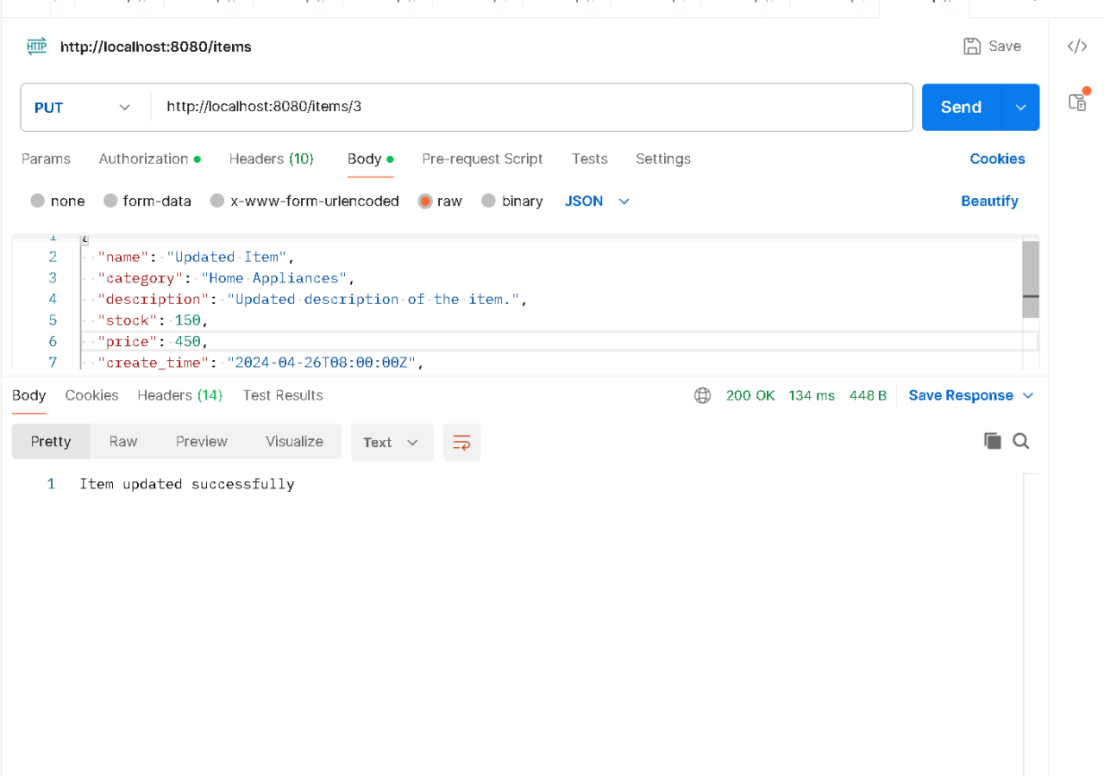 HTTP http://localhost:8080/items Save
PUT http://localhost:8080/items/3 Send
Params Authorization Headers (10) Body Pre-request Script Tests Settings Cookies
none form-data x-www-form-urlencoded raw binary JSON Beautify
1 {
2 "name": "Updated Item",
3 "category": "Home Appliances",
4 "description": "Updated description of the item.",
5 "stock": 150,
6 "price": 450,
7 "create_time": "2024-04-26T08:00:00Z",
Body Cookies Headers (14) Test Results 200 OK 134 ms 448 B Save Response
Pretty Raw Preview Visualize Text
1 Item updated successfully